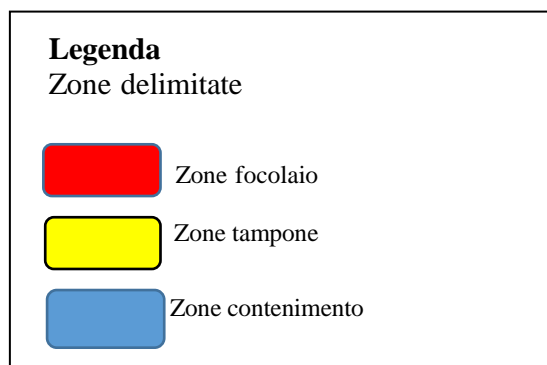 Legenda
Zone delimitate
Zone focolaio
Zone tampone
Zone contenimento